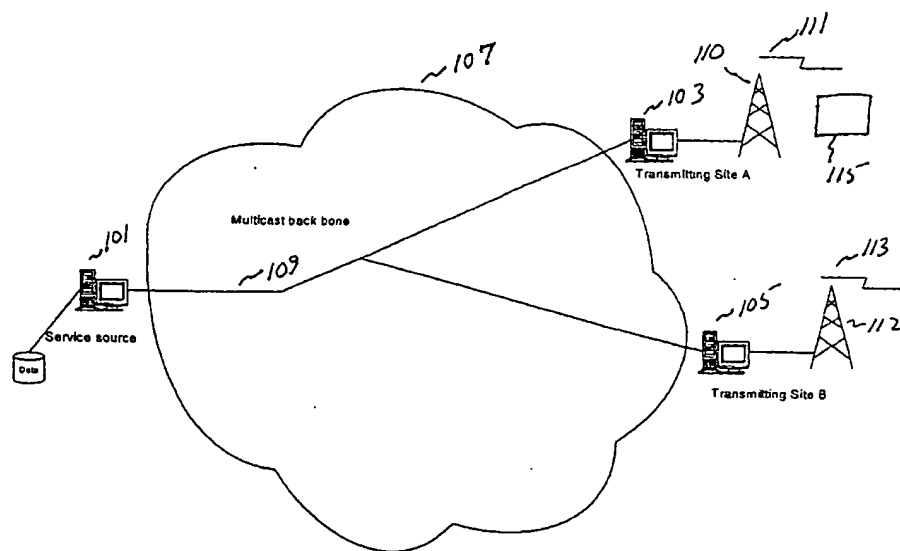 107
111
110
103
115
Transmitting Site A
Multicast back bone
101
109
113
105
112
Service source
Data
Transmitting Site B